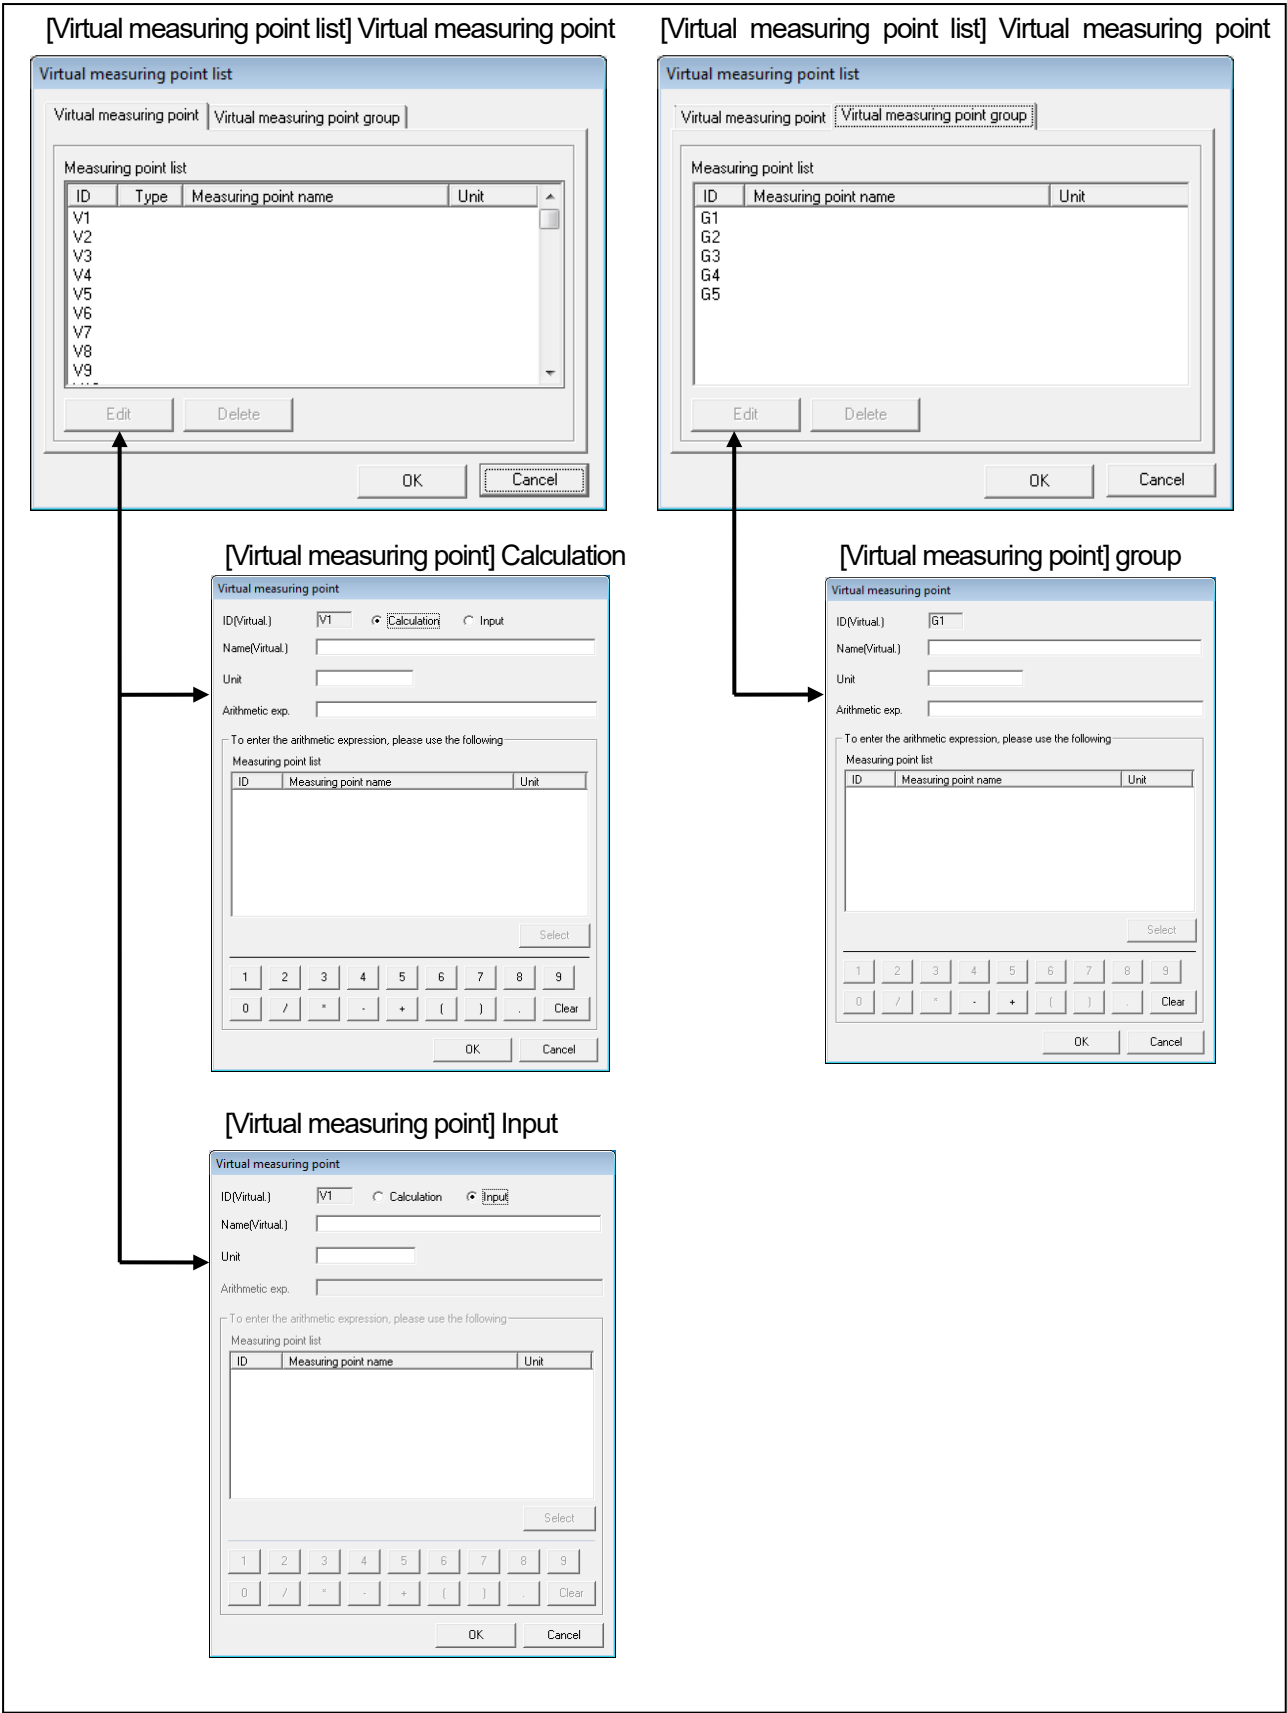 [Virtual measuring point list] Virtual measuring point
Virtual measuring point list
Virtual measuring point Virtual measuring point group
Measuring point list
ID Type Measuring point name Unit
V1
V2
V3
V4
V5
V6
V7
V8
V9
Edit Delete
OK Cancel
[Virtual measuring point list] Virtual measuring point
Virtual measuring point list
Virtual measuring point Virtual measuring point group
Measuring point list
ID Measuring point name Unit
G1
G2
G3
G4
G5
Edit Delete
OK Cancel
[Virtual measuring point] Calculation
Virtual measuring point
ID(Virtual.) V1 Calculation Input
Name(Virtual.)
Unit
Arithmetic exp.
To enter the arithmetic expression, please use the following
Measuring point list
ID Measuring point name Unit
Select
1 2 3 4 5 6 7 8 9
0 / * - + ( ) . Clear
OK Cancel
[Virtual measuring point] group
Virtual measuring point
ID(Virtual.) G1
Name(Virtual.)
Unit
Arithmetic exp.
To enter the arithmetic expression, please use the following
Measuring point list
ID Measuring point name Unit
Select
1 2 3 4 5 6 7 8 9
0 / * - + ( ) . Clear
OK Cancel
[Virtual measuring point] Input
Virtual measuring point
ID(Virtual.) V1 Calculation Input
Name(Virtual.)
Unit
Arithmetic exp.
To enter the arithmetic expression, please use the following
Measuring point list
ID Measuring point name Unit
Select
1 2 3 4 5 6 7 8 9
0 / * - + ( ) . Clear
OK Cancel